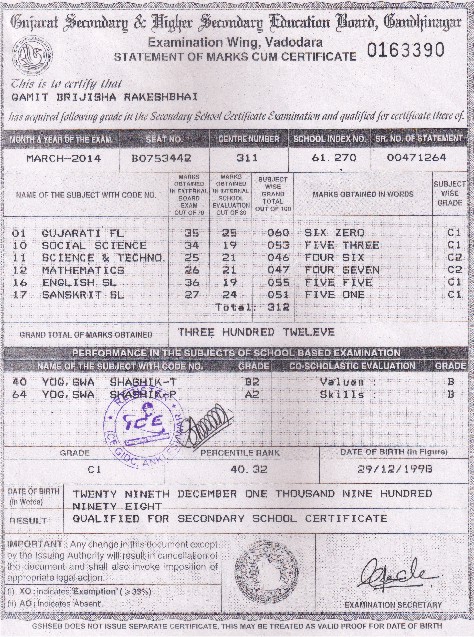 Gujarat Secondary & Higher Secondary Education Board, Gandhinagar
Examination Wing, Vadodara
STATEMENT OF MARKS CUM CERTIFICATE 0163390
This is to certify that
GAMIT BRIJISHA RAKESHBHAI
has acquired following grade in the Secondary School Certificate Examination and qualified for certificate there of.
MONTH & YEAR OF THE EXAM. SEAT NO. CENTRE NUMBER SCHOOL INDEX NO. SR. NO. OF STATEMENT
MARCH-2014 B0753442 311 61.270 00471264
NAME OF THE SUBJECT WITH CODE NO. MARKS OBTAINED IN EXTERNAL BOARD EXAM OUT OF 70 MARKS OBTAINED IN INTERNAL SCHOOL EVALUATION OUT OF 30 SUBJECT WISE GRAND TOTAL OUT OF 100 MARKS OBTAINED IN WORDS SUBJECT WISE GRADE
01 GUJARATI FL 35 25 060 SIX ZERO C1
10 SOCIAL SCIENCE 34 19 053 FIVE THREE C1
11 SCIENCE & TECHNO. 25 21 046 FOUR SIX C2
12 MATHEMATICS 26 21 047 FOUR SEVEN C2
16 ENGLISH SL 36 19 055 FIVE FIVE C1
17 SANSKRIT SL 27 24 051 FIVE ONE C1
Total: 312
GRAND TOTAL OF MARKS OBTAINED THREE HUNDRED TWELEVE
PERFORMANCE IN THE SUBJECTS OF SCHOOL BASED EXAMINATION
NAME OF THE SUBJECT WITH CODE NO. GRADE CO-SCHOLASTIC EVALUATION GRADE
40 YOG, SWA SHASHIK-T B2 Values : B
64 YOG, SWA SHASHIK-P A2 Skills : B
ICE
GRADE PERCENTILE RANK DATE OF BIRTH (in Figure)
C1 40.32 29/12/1998
DATE OF BIRTH (in Words) TWENTY NINETH DECEMBER ONE THOUSAND NINE HUNDRED
NINETY EIGHT
RESULT QUALIFIED FOR SECONDARY SCHOOL CERTIFICATE
IMPORTANT : Any change in this document except
by the Issuing Authority will result in cancellation of
the document and shall also invoke imposition of
appropriate legal action.
(i) XO : Indicates 'Exemption' (≥ 39%)
(ii) AO : Indicates 'Absent'.
EXAMINATION SECRETARY
GSHSEB DOES NOT ISSUE SEPARATE CERTIFICATE. THIS MAY BE TREATED AS VALID PROOF FOR DATE OF BIRTH